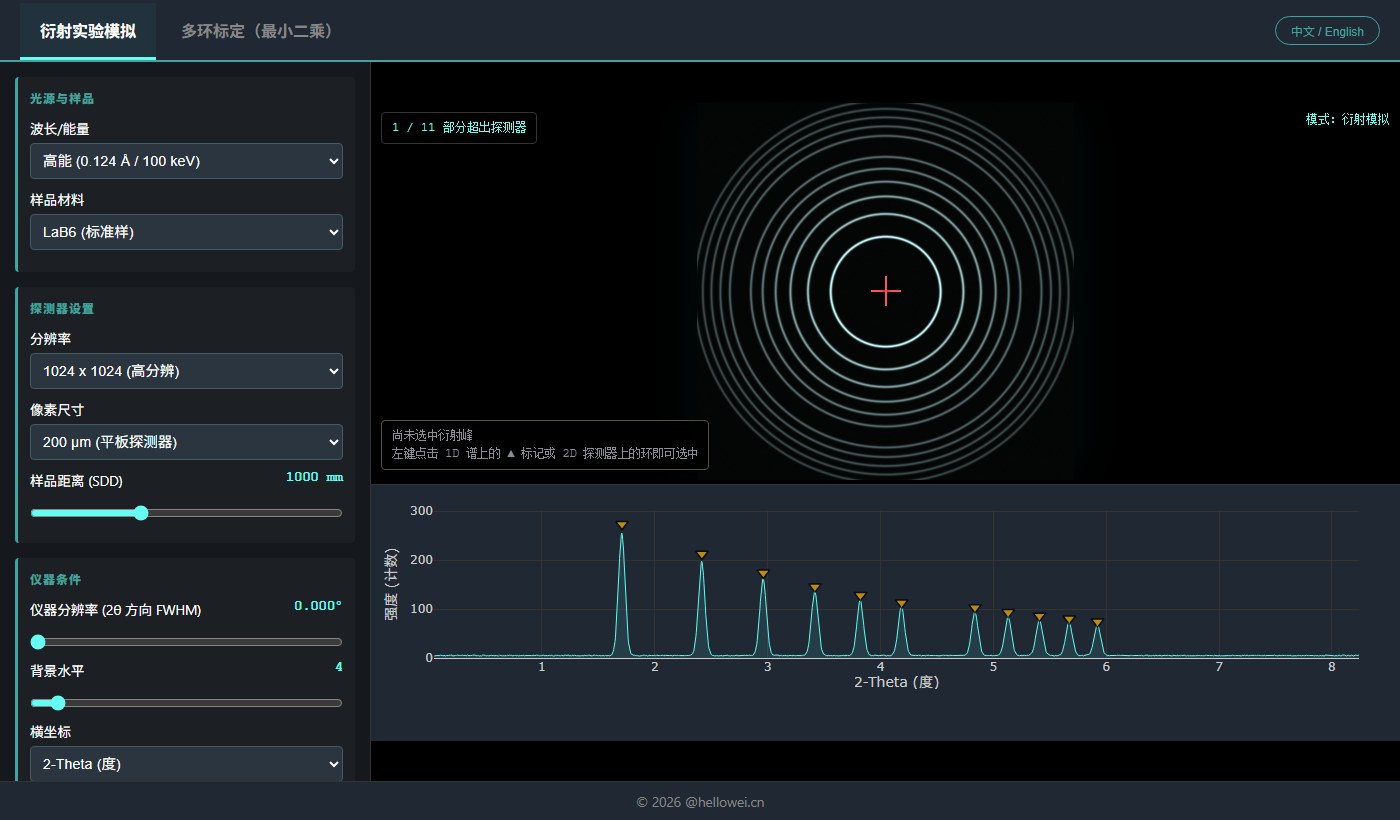 衍射实验模拟
多环标定（最小二乘）
中文 / English
光源与样品
波长/能量
高能 (0.124 Å / 100 keV)
样品材料
LaB6 (标准样)
探测器设置
分辨率
1024 x 1024 (高分辨)
像素尺寸
200 µm (平板探测器)
样品距离 (SDD)
1000 mm
仪器条件
仪器分辨率 (2θ 方向 FWHM)
0.000°
背景水平
4
横坐标
2-Theta (度)
1 / 11 部分超出探测器
模式: 衍射模拟
尚未选中衍射峰
左键点击 1D 谱上的 ▲ 标记或 2D 探测器上的环即可选中
强度 (计数)
300
200
100
0
1 2 3 4 5 6 7 8
2-Theta (度)
© 2026 @hellowei.cn